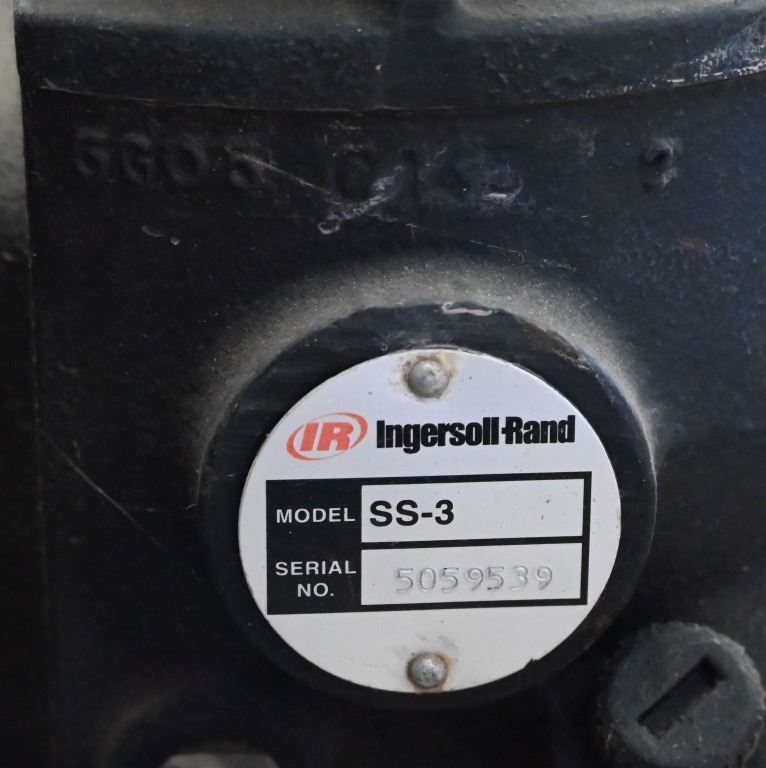 IR Ingersoll-Rand
MODEL SS-3
SERIAL NO. 5059539